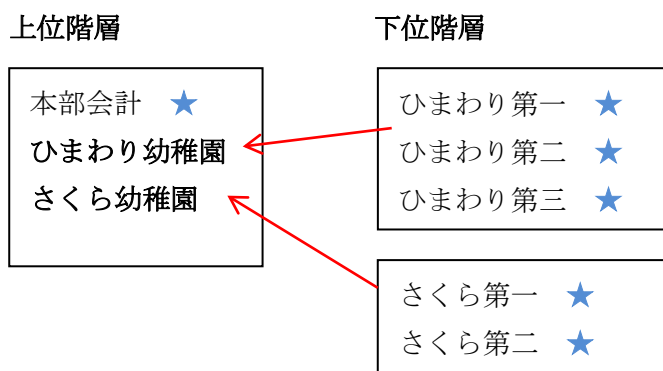 上位階層
本部会計 ★
ひまわり幼稚園
さくら幼稚園
下位階層
ひまわり第一 ★
ひまわり第二 ★
ひまわり第三 ★
さくら第一 ★
さくら第二 ★